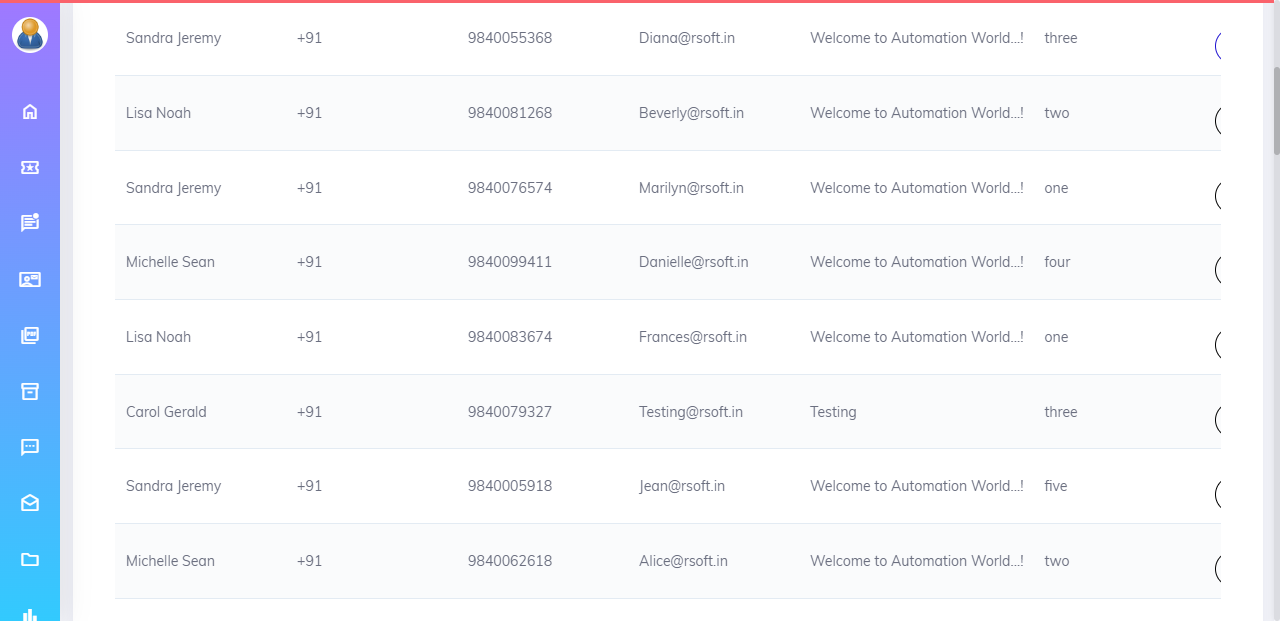 Sandra Jeremy +91 9840055368 Diana@rsoft.in Welcome to Automation World...! three
Lisa Noah +91 9840081268 Beverly@rsoft.in Welcome to Automation World...! two
Sandra Jeremy +91 9840076574 Marilyn@rsoft.in Welcome to Automation World...! one
Michelle Sean +91 9840099411 Danielle@rsoft.in Welcome to Automation World...! four
Lisa Noah +91 9840083674 Frances@rsoft.in Welcome to Automation World...! one
Carol Gerald +91 9840079327 Testing@rsoft.in Testing three
Sandra Jeremy +91 9840005918 Jean@rsoft.in Welcome to Automation World...! five
Michelle Sean +91 9840062618 Alice@rsoft.in Welcome to Automation World...! two